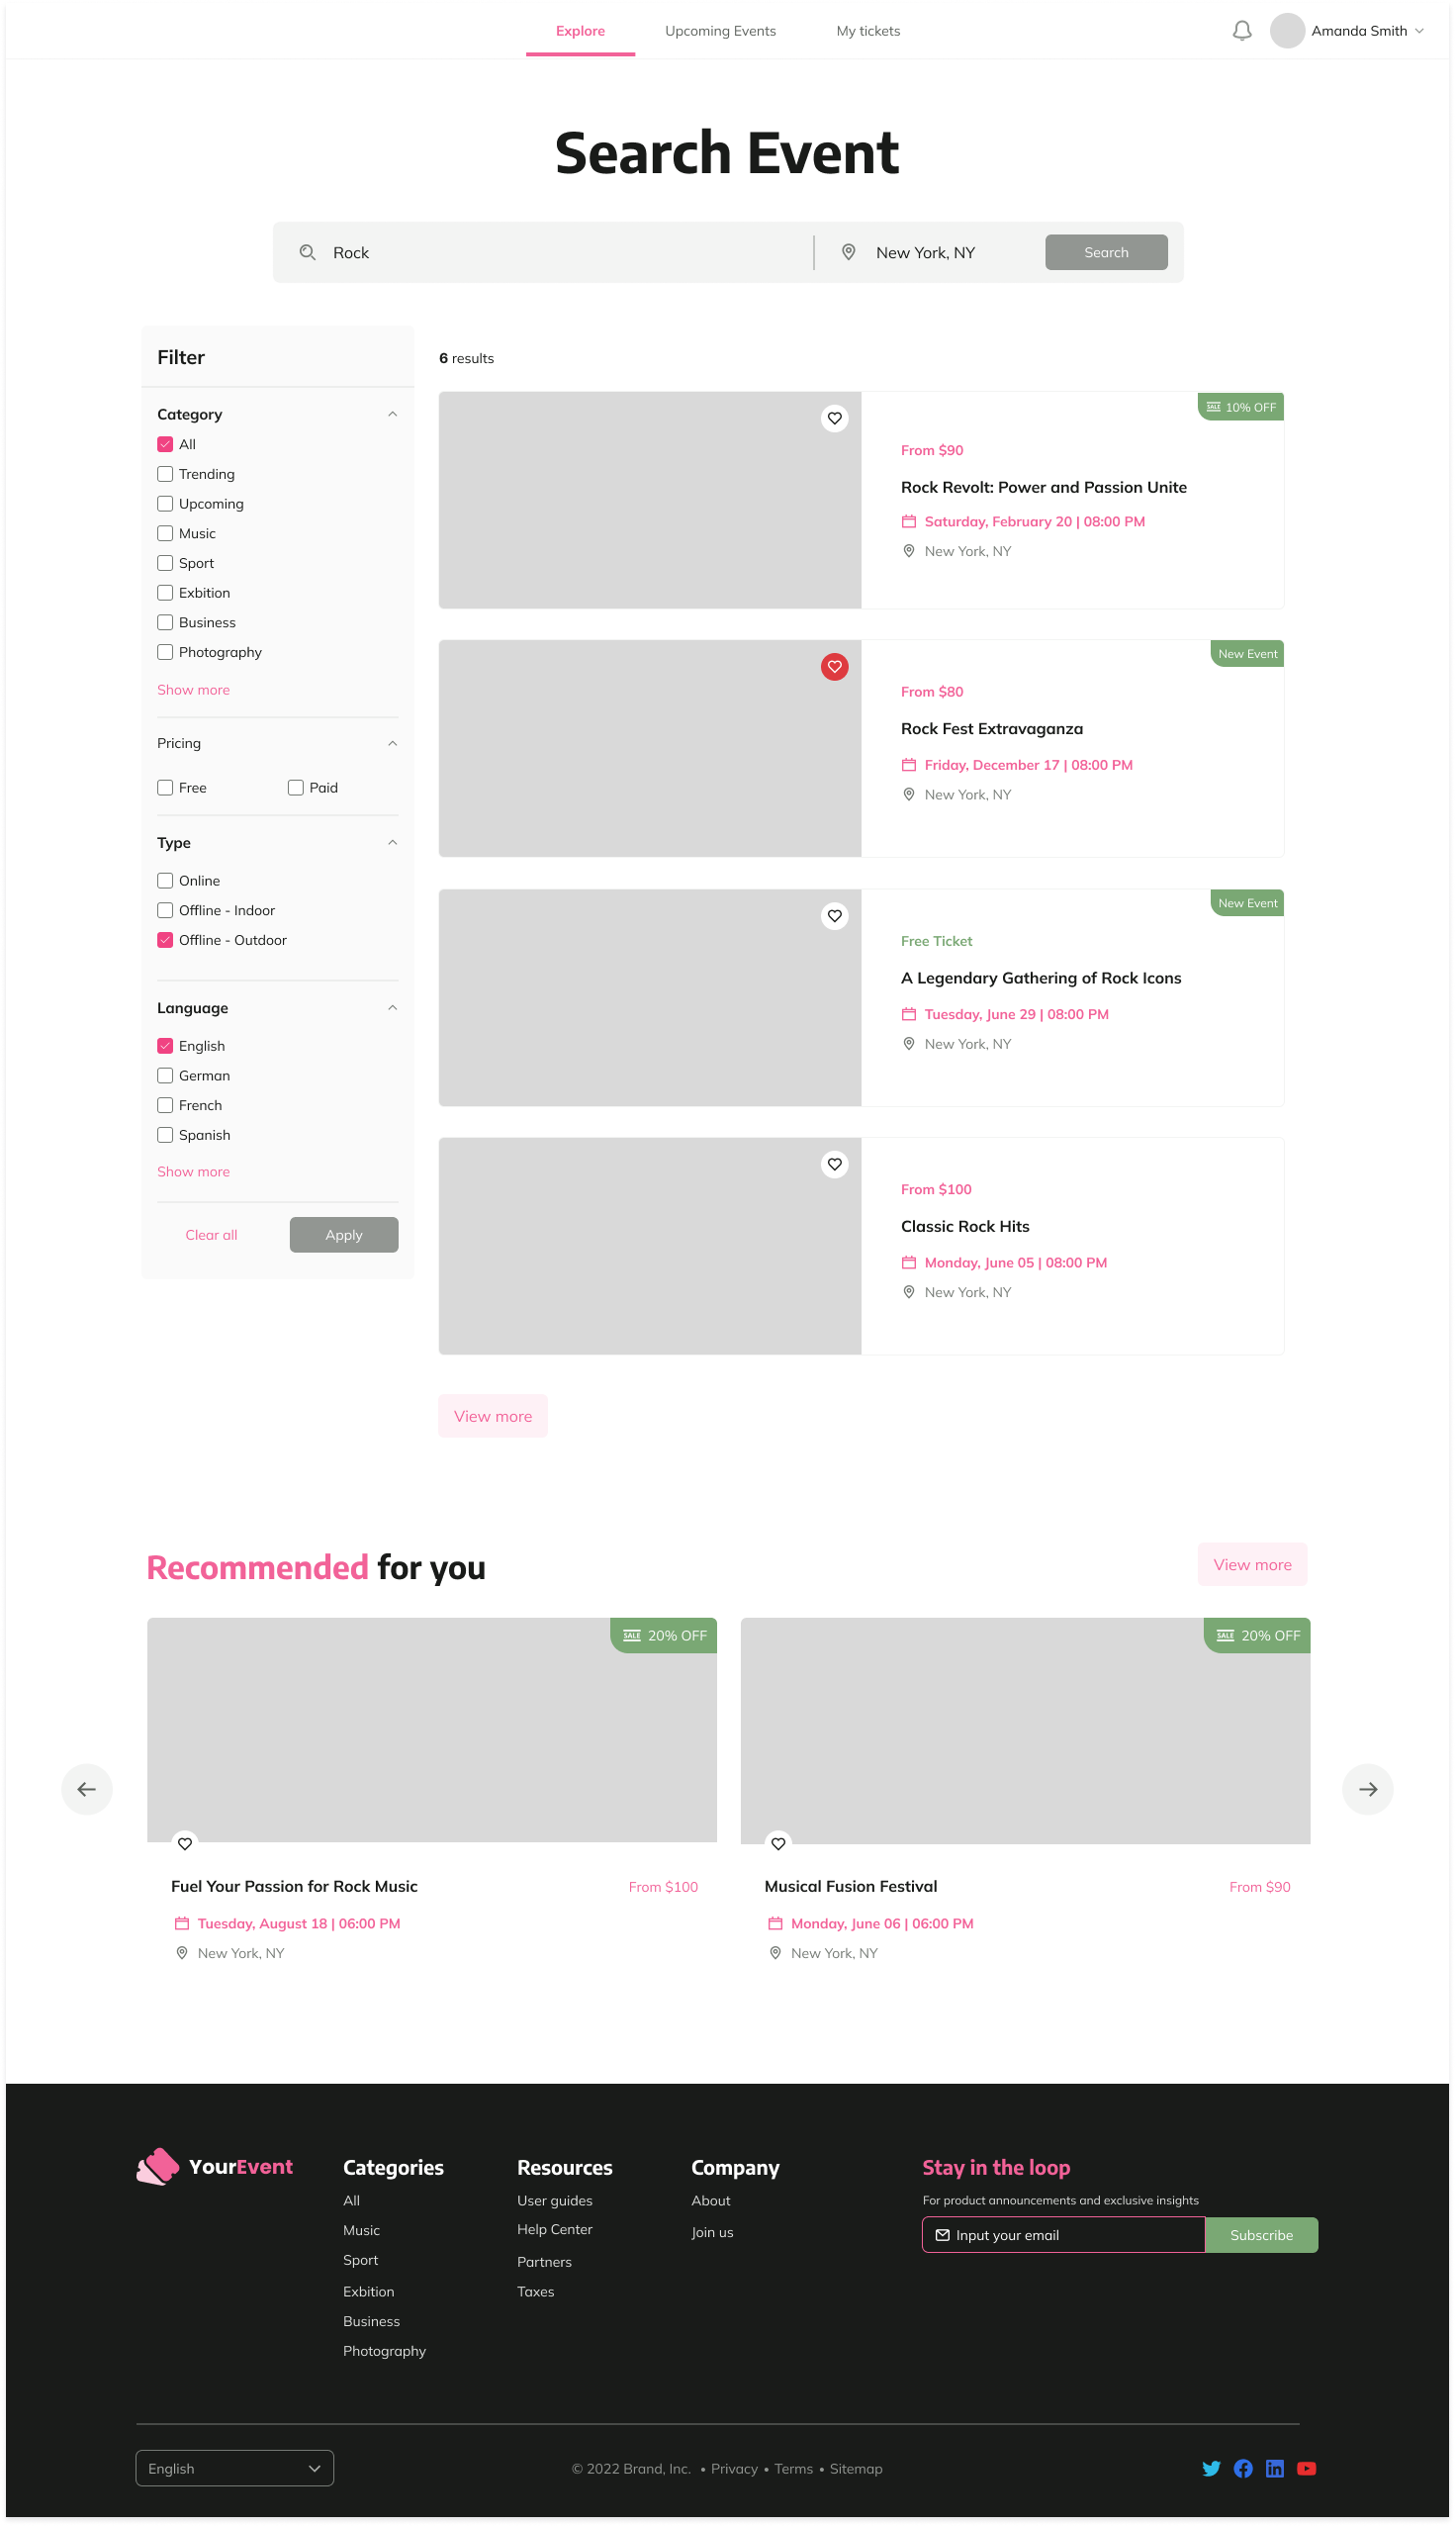 Explore Upcoming Events My tickets Amanda Smith
Search Event
Rock New York, NY Search
Filter
Category
All
Trending
Upcoming
Music
Sport
Exbition
Business
Photography
Show more
Pricing
Free Paid
Type
Online
Offline - Indoor
Offline - Outdoor
Language
English
German
French
Spanish
Show more
Clear all Apply
6 results
SALE 10% OFF
From $90
Rock Revolt: Power and Passion Unite
Saturday, February 20 | 08:00 PM
New York, NY
New Event
From $80
Rock Fest Extravaganza
Friday, December 17 | 08:00 PM
New York, NY
New Event
Free Ticket
A Legendary Gathering of Rock Icons
Tuesday, June 29 | 08:00 PM
New York, NY
From $100
Classic Rock Hits
Monday, June 05 | 08:00 PM
New York, NY
View more
Recommended for you View more
SALE 20% OFF
Fuel Your Passion for Rock Music From $100
Tuesday, August 18 | 06:00 PM
New York, NY
SALE 20% OFF
Musical Fusion Festival From $90
Monday, June 06 | 06:00 PM
New York, NY
YourEvent
Categories
All
Music
Sport
Exbition
Business
Photography
Resources
User guides
Help Center
Partners
Taxes
Company
About
Join us
Stay in the loop
For product announcements and exclusive insights
Input your email Subscribe
English
© 2022 Brand, Inc. • Privacy • Terms • Sitemap
in